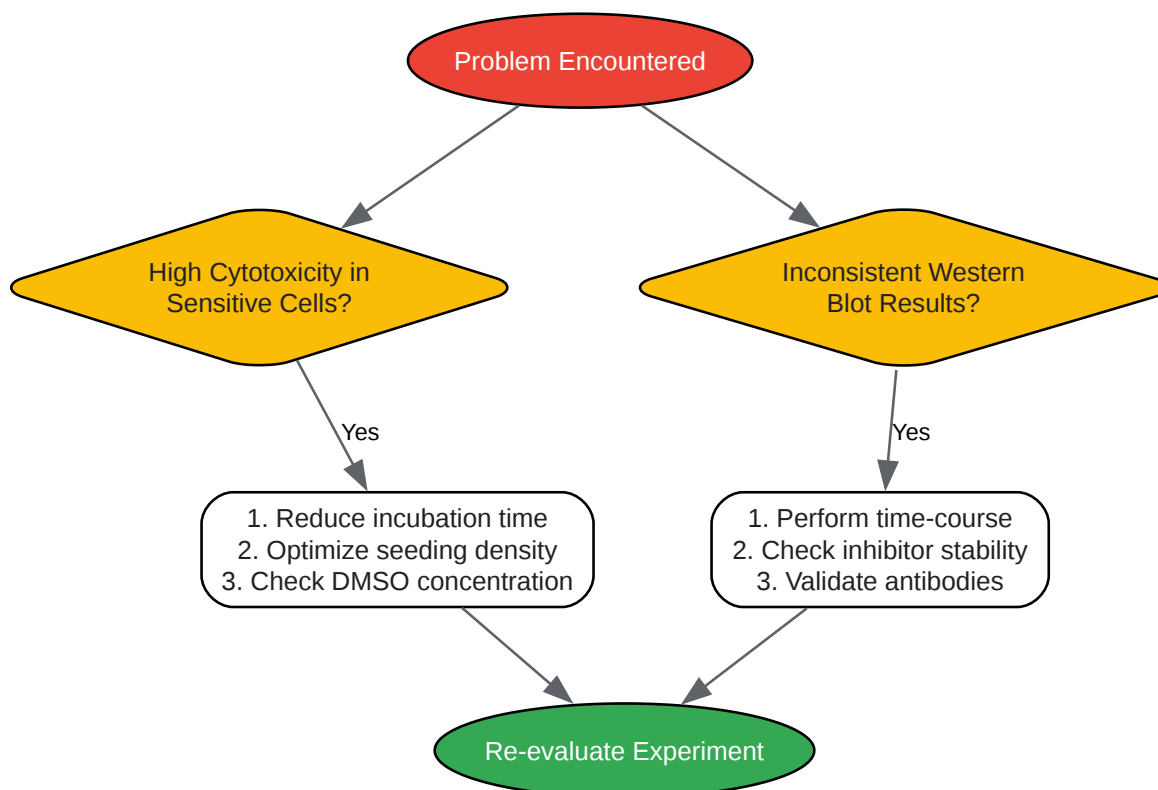 Problem Encountered
High Cytotoxicity in
Sensitive Cells?
Inconsistent Western
Blot Results?
Yes
Yes
1. Reduce incubation time
2. Optimize seeding density
3. Check DMSO concentration
1. Perform time-course
2. Check inhibitor stability
3. Validate antibodies
Re-evaluate Experiment